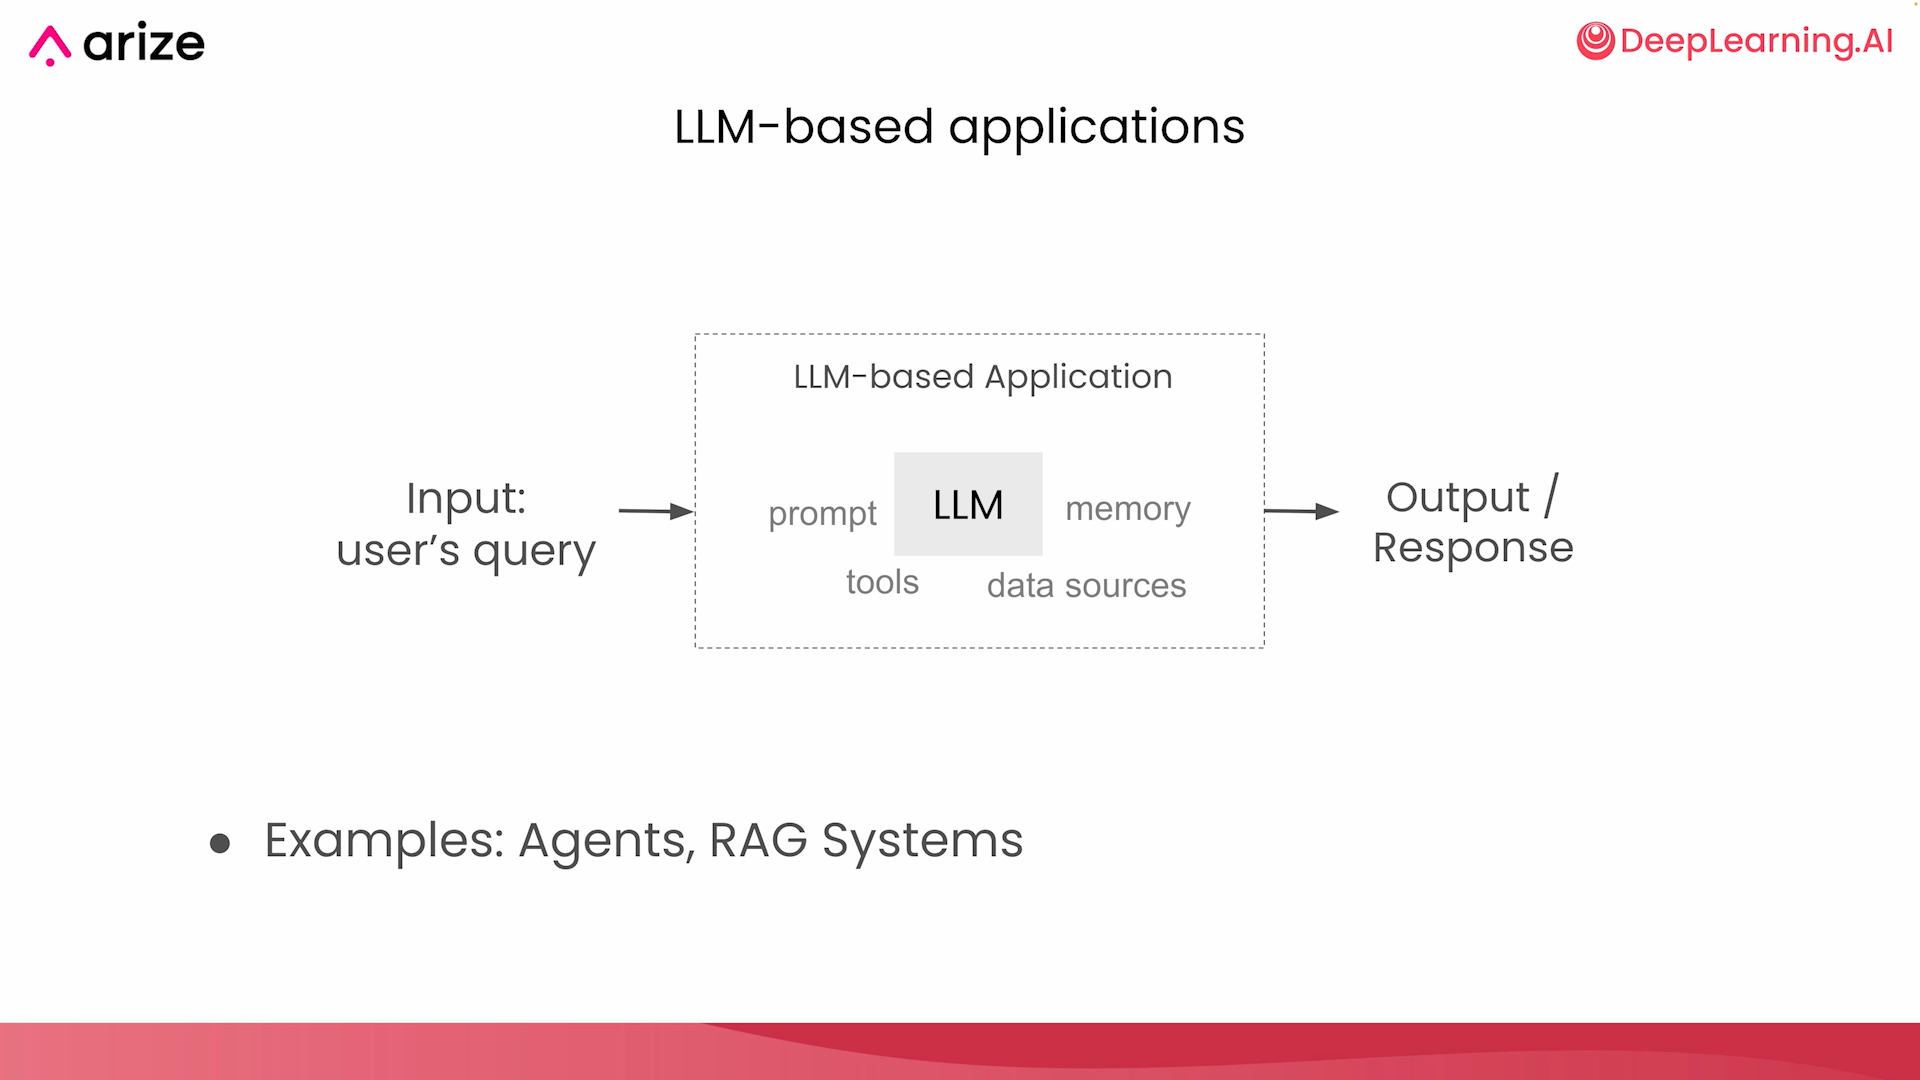 arize
DeepLearning.AI
LLM-based applications
LLM-based Application
Input:
user's query
prompt
LLM
memory
tools
data sources
Output /
Response
● Examples: Agents, RAG Systems